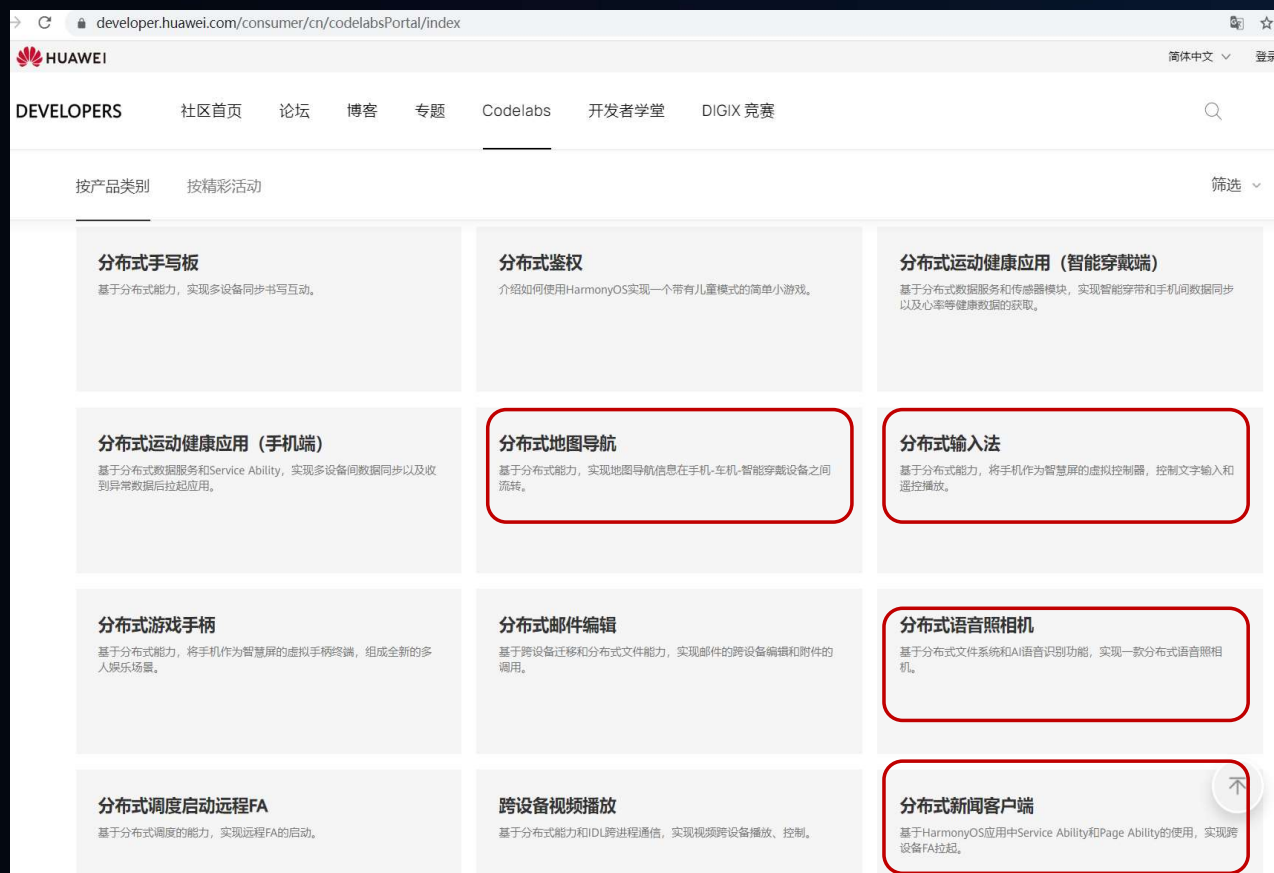 developer.huawei.com/consumer/cn/codelabsPortal/index
HUAWEI
简体中文
登录
DEVELOPERS
社区首页
论坛
博客
专题
Codelabs
开发者学堂
DIGIX 竞赛
按产品类别
按精彩活动
筛选
分布式手写板
基于分布式能力，实现多设备同步书写互动。
分布式鉴权
介绍如何使用HarmonyOS实现一个带有儿童模式的简单小游戏。
分布式运动健康应用（智能穿戴端）
基于分布式数据服务和传感器模块，实现智能穿带和手机间数据同步
以及心率等健康数据的获取。
分布式运动健康应用（手机端）
基于分布式数据服务和Service Ability，实现多设备间数据同步以及收
到异常数据后拉起应用。
分布式地图导航
基于分布式能力，实现地图导航信息在手机-车机-智能穿戴设备之间
流转。
分布式输入法
基于分布式能力，将手机作为智慧屏的虚拟控制器，控制文字输入和
遥控播放。
分布式游戏手柄
基于分布式能力，将手机作为智慧屏的虚拟手柄终端，组成全新的多
人娱乐场景。
分布式邮件编辑
基于跨设备迁移和分布式文件能力，实现邮件的跨设备编辑和附件的
调用。
分布式语音照相机
基于分布式文件系统和AI语音识别功能，实现一款分布式语音照相
机。
分布式调度启动远程FA
基于分布式调度的能力，实现远程FA的启动。
跨设备视频播放
基于分布式能力和IDL跨进程通信，实现视频跨设备播放、控制。
分布式新闻客户端
基于HarmonyOS应用中Service Ability和Page Ability的使用，实现跨
设备FA拉起。